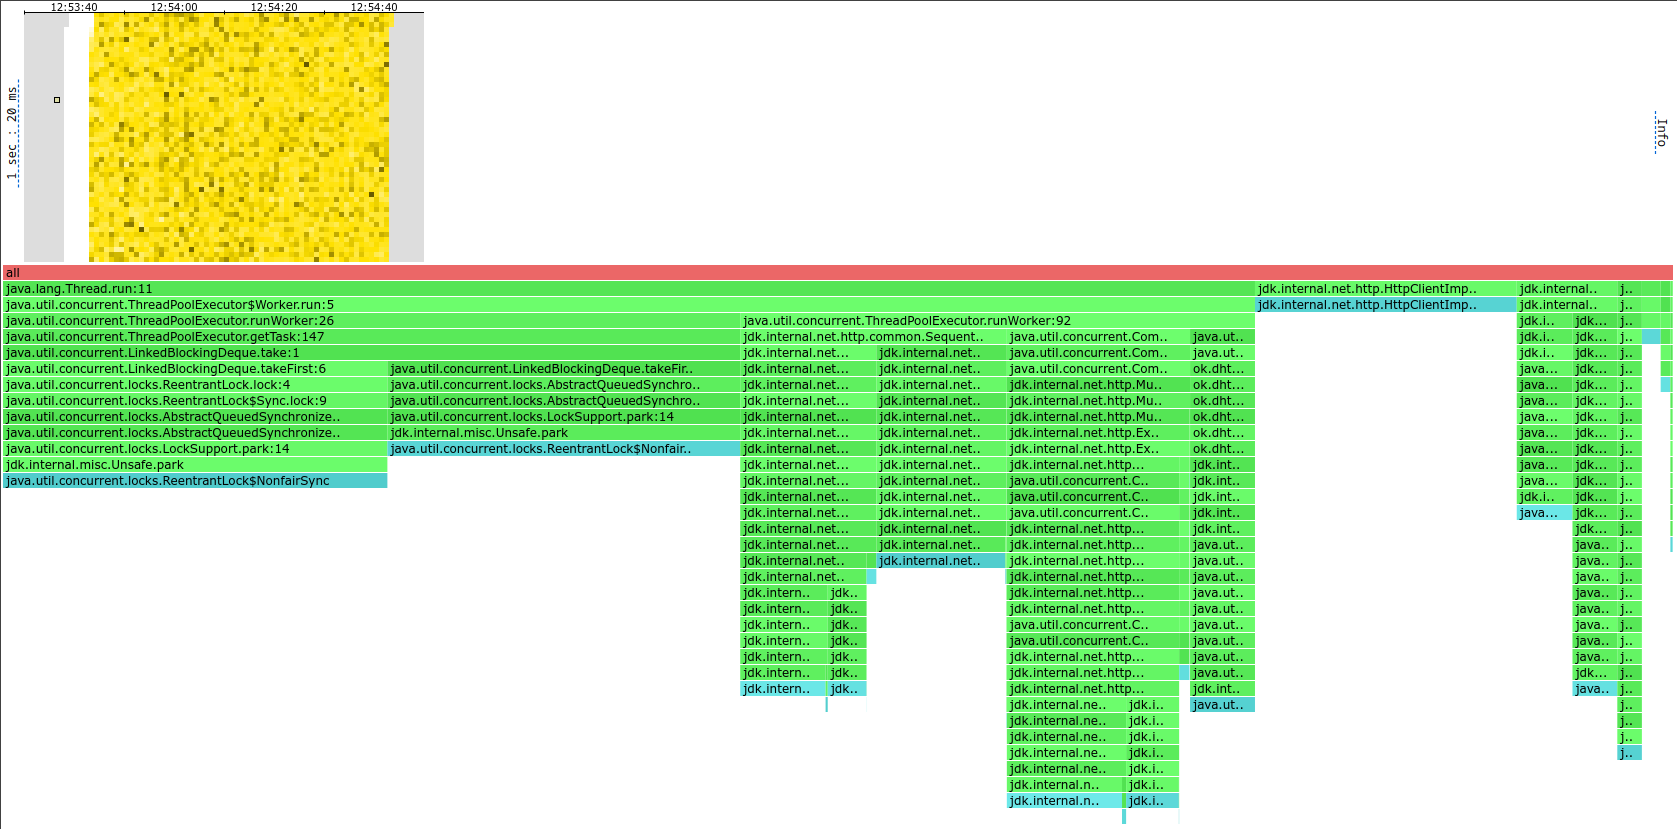 12:53:40 12:54:00 12:54:20 12:54:40
1 sec : 20 ms
Info
all
java.lang.Thread.run:11 jdk.internal.net.http.HttpClientImp.. jdk.internal.. j..
java.util.concurrent.ThreadPoolExecutor$Worker.run:5 jdk.internal.net.http.HttpClientImp.. jdk.internal.. j..
java.util.concurrent.ThreadPoolExecutor.runWorker:26 java.util.concurrent.ThreadPoolExecutor.runWorker:92 jdk.i.. jdk... j..
java.util.concurrent.ThreadPoolExecutor.getTask:147 jdk.internal.net.http.common.Sequent.. java.util.concurrent.Com.. java.ut.. jdk.i.. jdk... j..
java.util.concurrent.LinkedBlockingDeque.take:1 jdk.internal.net... jdk.internal.net.. java.util.concurrent.Com.. java.ut.. jdk.i.. jdk... j..
java.util.concurrent.LinkedBlockingDeque.takeFirst:6 java.util.concurrent.LinkedBlockingDeque.takeFir.. jdk.internal.net... jdk.internal.net.. java.util.concurrent.Com.. ok.dht... java... jdk... j..
java.util.concurrent.locks.ReentrantLock.lock:4 java.util.concurrent.locks.AbstractQueuedSynchro.. jdk.internal.net... jdk.internal.net.. jdk.internal.net.http.Mu.. ok.dht... java... jdk... j..
java.util.concurrent.locks.ReentrantLock$Sync.lock:9 java.util.concurrent.locks.AbstractQueuedSynchro.. jdk.internal.net... jdk.internal.net.. jdk.internal.net.http.Mu.. ok.dht... java... jdk... j..
java.util.concurrent.locks.AbstractQueuedSynchronize.. java.util.concurrent.locks.LockSupport.park:14 jdk.internal.net... jdk.internal.net.. jdk.internal.net.http.Mu.. ok.dht... java... jdk... j..
java.util.concurrent.locks.AbstractQueuedSynchronize.. jdk.internal.misc.Unsafe.park jdk.internal.net... jdk.internal.net.. jdk.internal.net.http.Ex.. ok.dht... java... jdk... j..
java.util.concurrent.locks.LockSupport.park:14 java.util.concurrent.locks.ReentrantLock$Nonfair.. jdk.internal.net... jdk.internal.net.. jdk.internal.net.http.Ex.. ok.dht... java... jdk... j..
jdk.internal.misc.Unsafe.park jdk.internal.net... jdk.internal.net.. jdk.internal.net.http... jdk.int.. java... jdk... j..
java.util.concurrent.locks.ReentrantLock$NonfairSync jdk.internal.net... jdk.internal.net.. java.util.concurrent.C.. jdk.int.. java... jdk... j..
jdk.internal.net... jdk.internal.net.. java.util.concurrent.C.. jdk.int.. jdk.i.. jdk... j..
jdk.internal.net... jdk.internal.net.. java.util.concurrent.C.. jdk.int.. java... jdk... j..
jdk.internal.net... jdk.internal.net.. jdk.internal.net.http... jdk.int.. jdk... j..
jdk.internal.net... jdk.internal.net.. jdk.internal.net.http... java.ut.. java.. j..
jdk.internal.net.. jdk.internal.net.. jdk.internal.net.http... java.ut.. java.. j..
jdk.internal.net.. jdk.internal.net.http... java.ut.. java.. j..
jdk.intern.. jdk.. jdk.internal.net.http... java.ut.. java.. j..
jdk.intern.. jdk.. jdk.internal.net.http... java.ut.. java.. j..
jdk.intern.. jdk.. java.util.concurrent.C.. java.ut.. java.. j..
jdk.intern.. jdk.. java.util.concurrent.C.. java.ut.. java.. j..
jdk.intern.. jdk.. jdk.internal.net.http... java.ut.. java.. j..
jdk.intern.. jdk.. jdk.internal.net.http... java.ut.. jdk... j..
jdk.intern.. jdk.. jdk.internal.net.http... jdk.int.. java.. j..
jdk.internal.ne.. jdk.i.. java.ut.. j..
jdk.internal.ne.. jdk.i.. j..
jdk.internal.ne.. jdk.i.. j..
jdk.internal.ne.. jdk.i.. j..
jdk.internal.ne.. jdk.i..
jdk.internal.n.. jdk.i..
jdk.internal.n.. jdk.i..